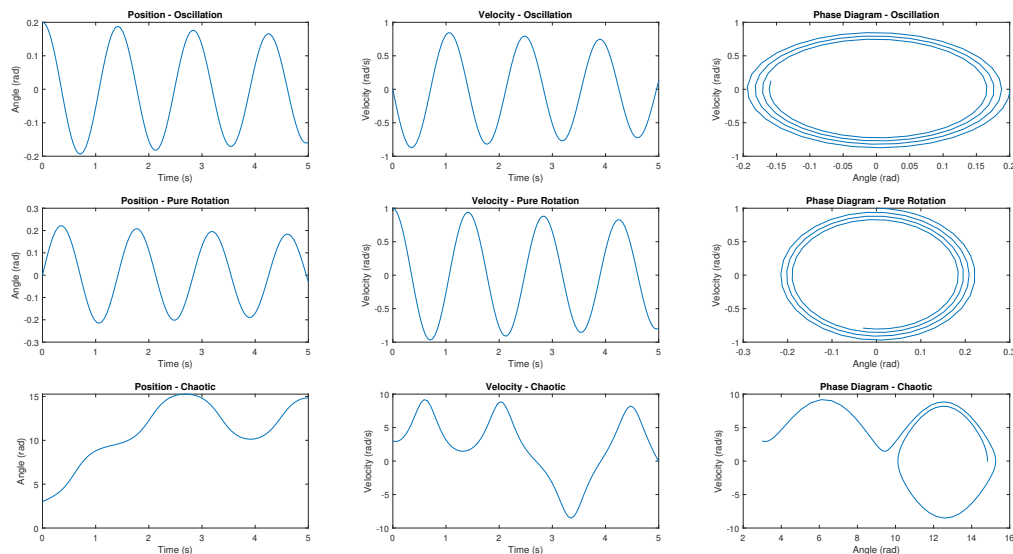 Position - Oscillation
Angle (rad)
0.2
0.1
0
-0.1
-0.2
0 1 2 3 4 5
Time (s)
Velocity - Oscillation
Velocity (rad/s)
1
0.5
0
-0.5
-1
0 1 2 3 4 5
Time (s)
Phase Diagram - Oscillation
Velocity (rad/s)
1
0.5
0
-0.5
-1
-0.2 -0.15 -0.1 -0.05 0 0.05 0.1 0.15 0.2
Angle (rad)
Position - Pure Rotation
Angle (rad)
0.3
0.2
0.1
0
-0.1
-0.2
-0.3
0 1 2 3 4 5
Time (s)
Velocity - Pure Rotation
Velocity (rad/s)
1
0.5
0
-0.5
-1
0 1 2 3 4 5
Time (s)
Phase Diagram - Pure Rotation
Velocity (rad/s)
1
0.5
0
-0.5
-1
-0.3 -0.2 -0.1 0 0.1 0.2 0.3
Angle (rad)
Position - Chaotic
Angle (rad)
15
10
5
0
0 1 2 3 4 5
Time (s)
Velocity - Chaotic
Velocity (rad/s)
10
5
0
-5
-10
0 1 2 3 4 5
Time (s)
Phase Diagram - Chaotic
Velocity (rad/s)
10
5
0
-5
-10
2 4 6 8 10 12 14 16
Angle (rad)